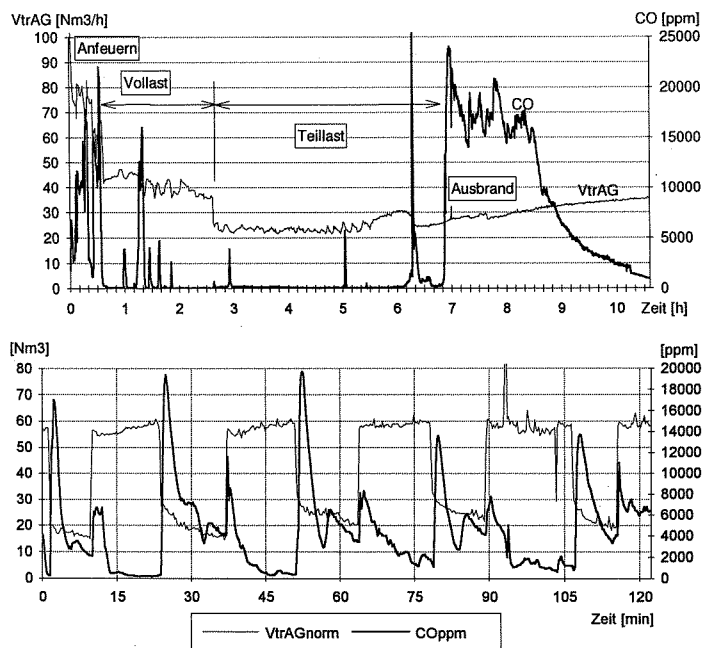 VtrAG [Nm3/h]
CO [ppm]
100
90
80
70
60
50
40
30
20
10
0
25000
20000
15000
10000
5000
0
Anfeuern
Vollast
Teillast
CO
Ausbrand
VtrAG
0 1 2 3 4 5 6 7 8 9 10
Zeit [h]
[Nm3]
[ppm]
80
70
60
50
40
30
20
10
0
20000
18000
16000
14000
12000
10000
8000
6000
4000
2000
0
0 15 30 45 60 75 90 105 120
Zeit [min]
VtrAGnorm COppm